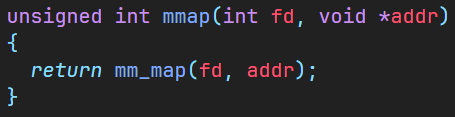 unsigned int mmap(int fd, void *addr)
{
  return mm_map(fd, addr);
}